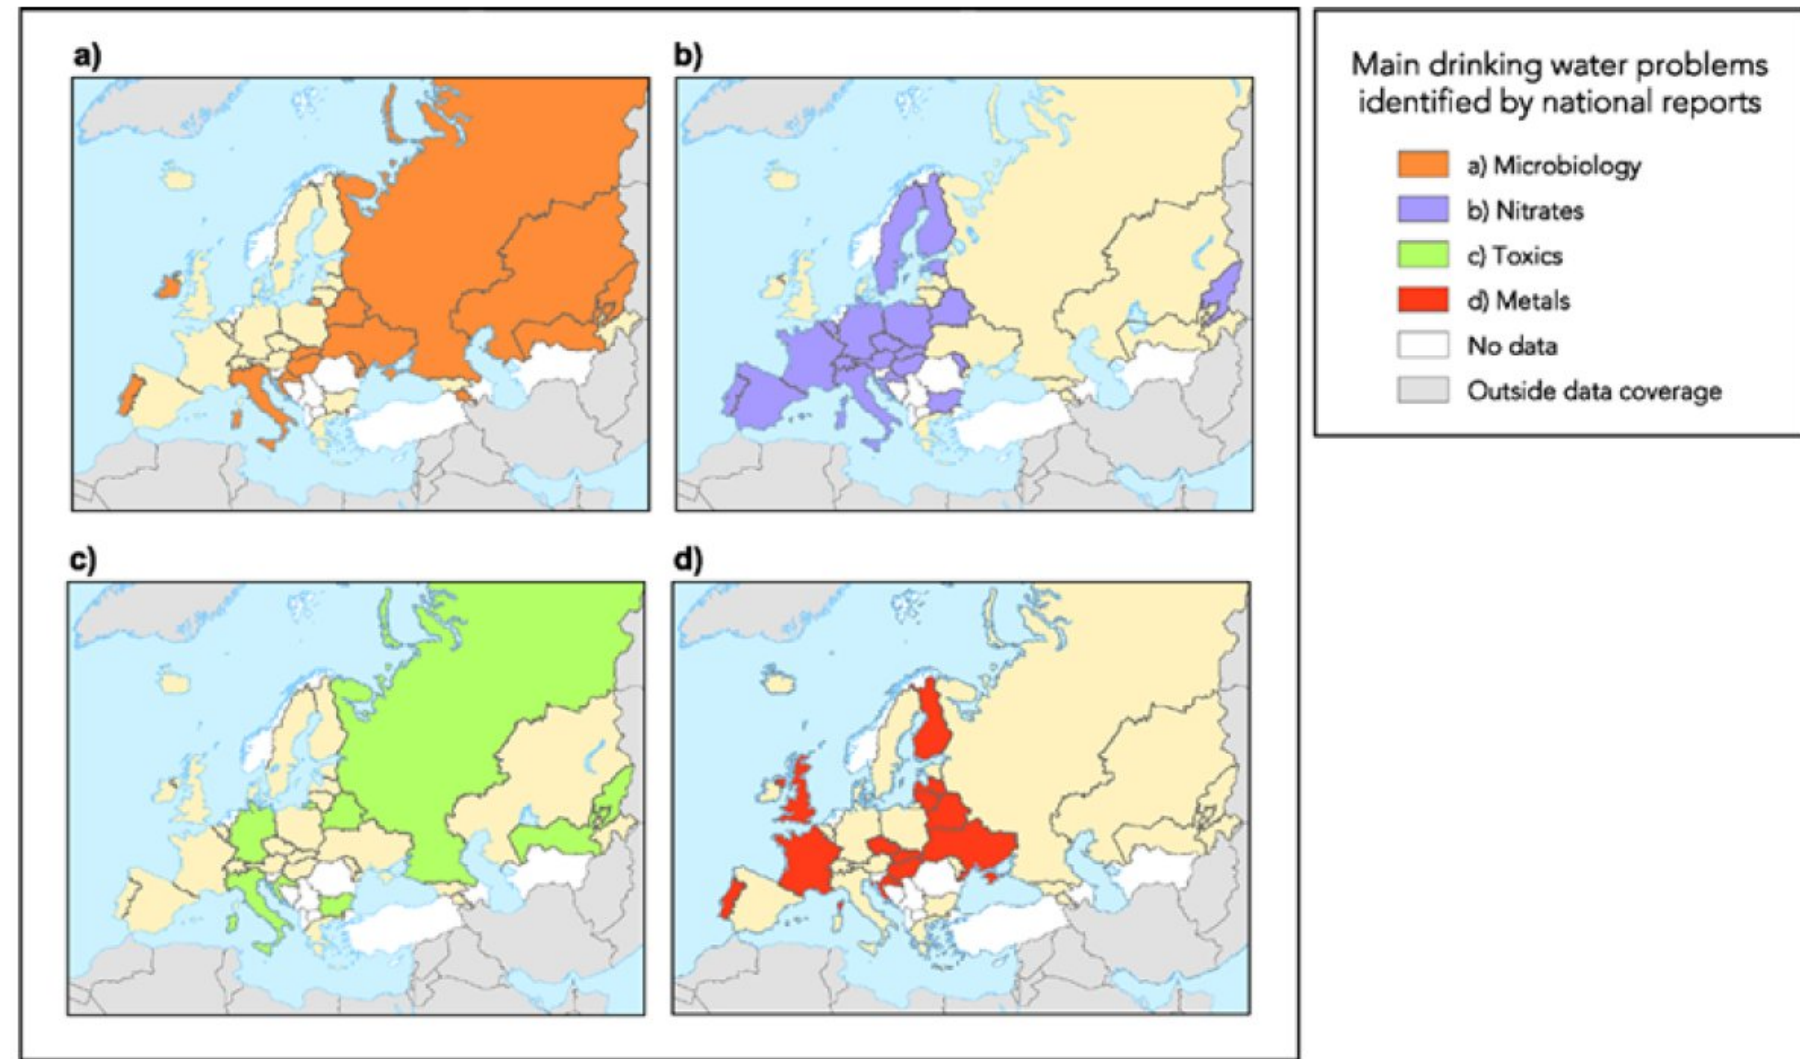 a)
b)
c)
d)
Main drinking water problems
identified by national reports
a) Microbiology
b) Nitrates
c) Toxics
d) Metals
No data
Outside data coverage